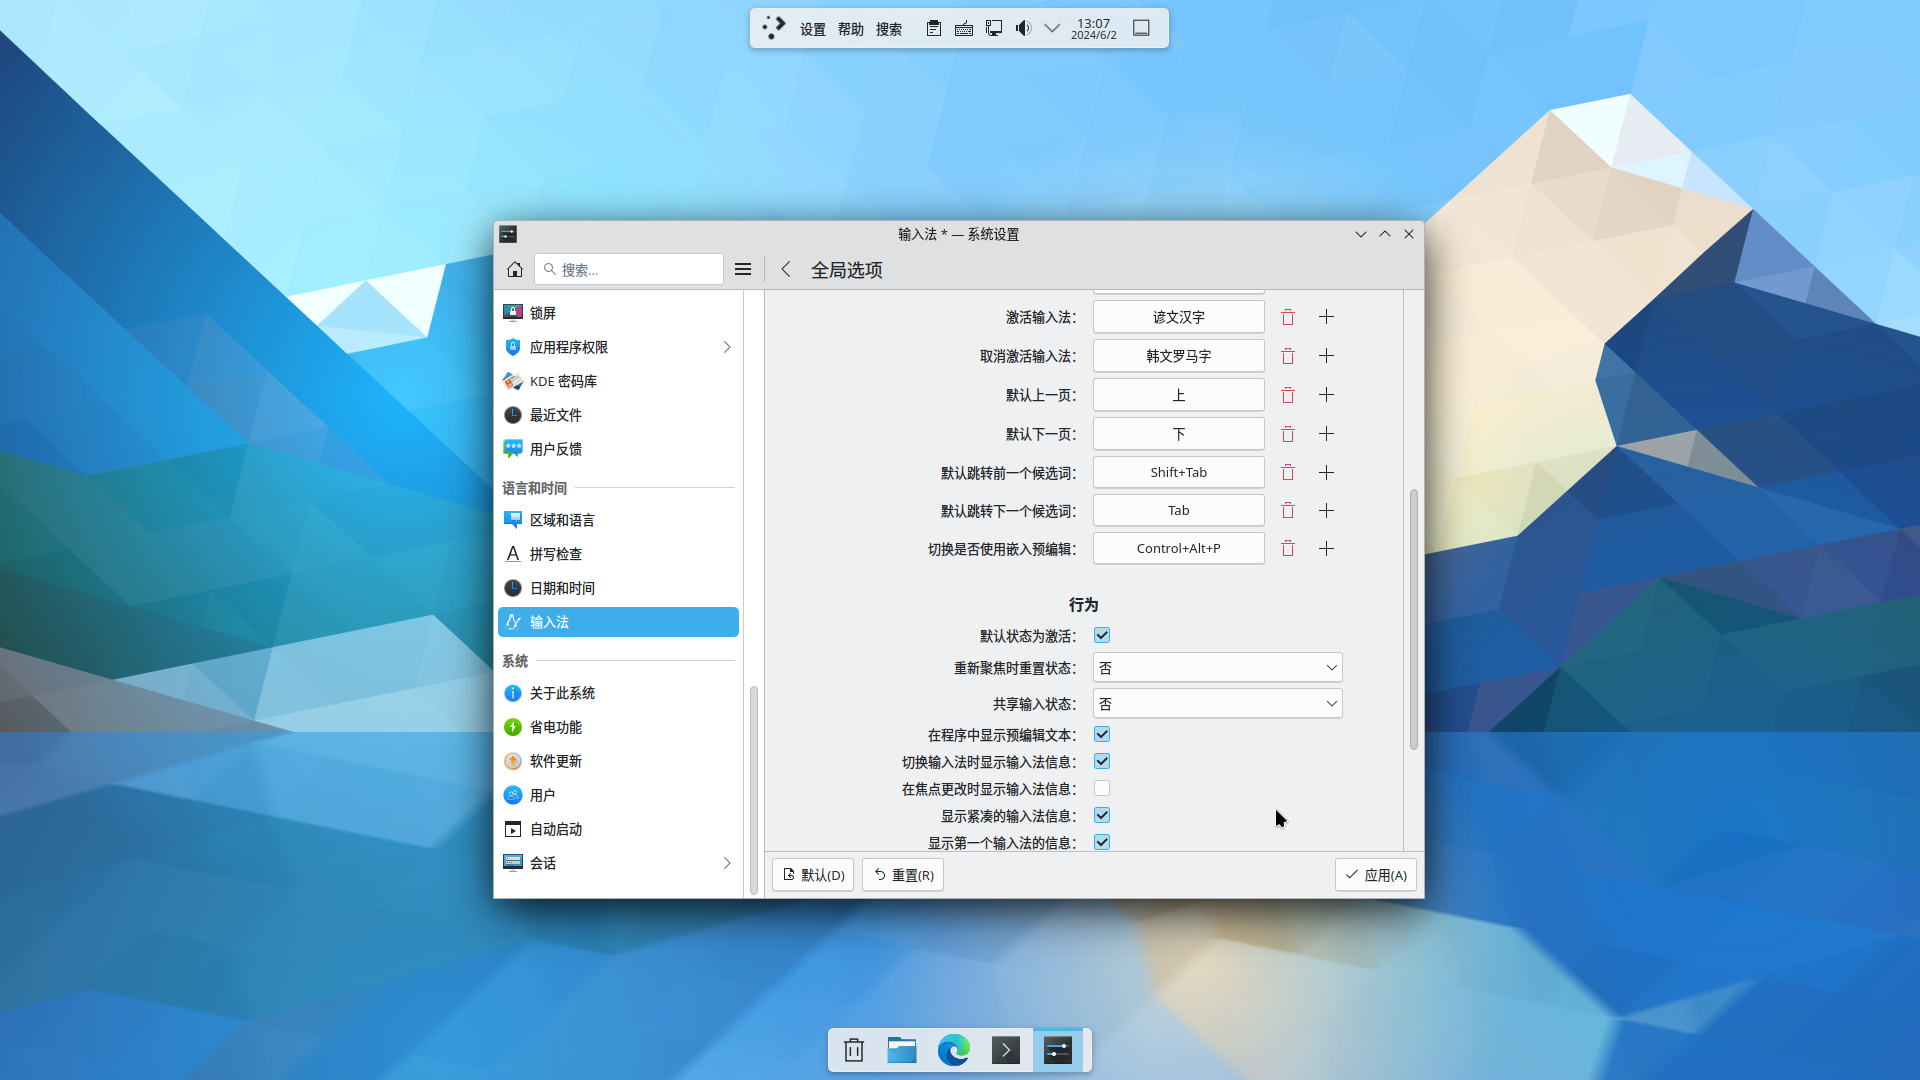 设置 帮助 搜索
13:07
2024/6/2
输入法 * — 系统设置
搜索...
全局选项
锁屏
应用程序权限
KDE 密码库
最近文件
用户反馈
语言和时间
区域和语言
拼写检查
日期和时间
输入法
系统
关于此系统
省电功能
软件更新
用户
自动启动
会话
激活输入法： 谚文汉字
取消激活输入法： 韩文罗马字
默认上一页： 上
默认下一页： 下
默认跳转前一个候选词： Shift+Tab
默认跳转下一个候选词： Tab
切换是否使用嵌入预编辑： Control+Alt+P
行为
默认状态为激活：
重新聚焦时重置状态： 否
共享输入状态： 否
在程序中显示预编辑文本：
切换输入法时显示输入法信息：
在焦点更改时显示输入法信息：
显示紧凑的输入法信息：
显示第一个输入法的信息：
默认(D) 重置(R) 应用(A)